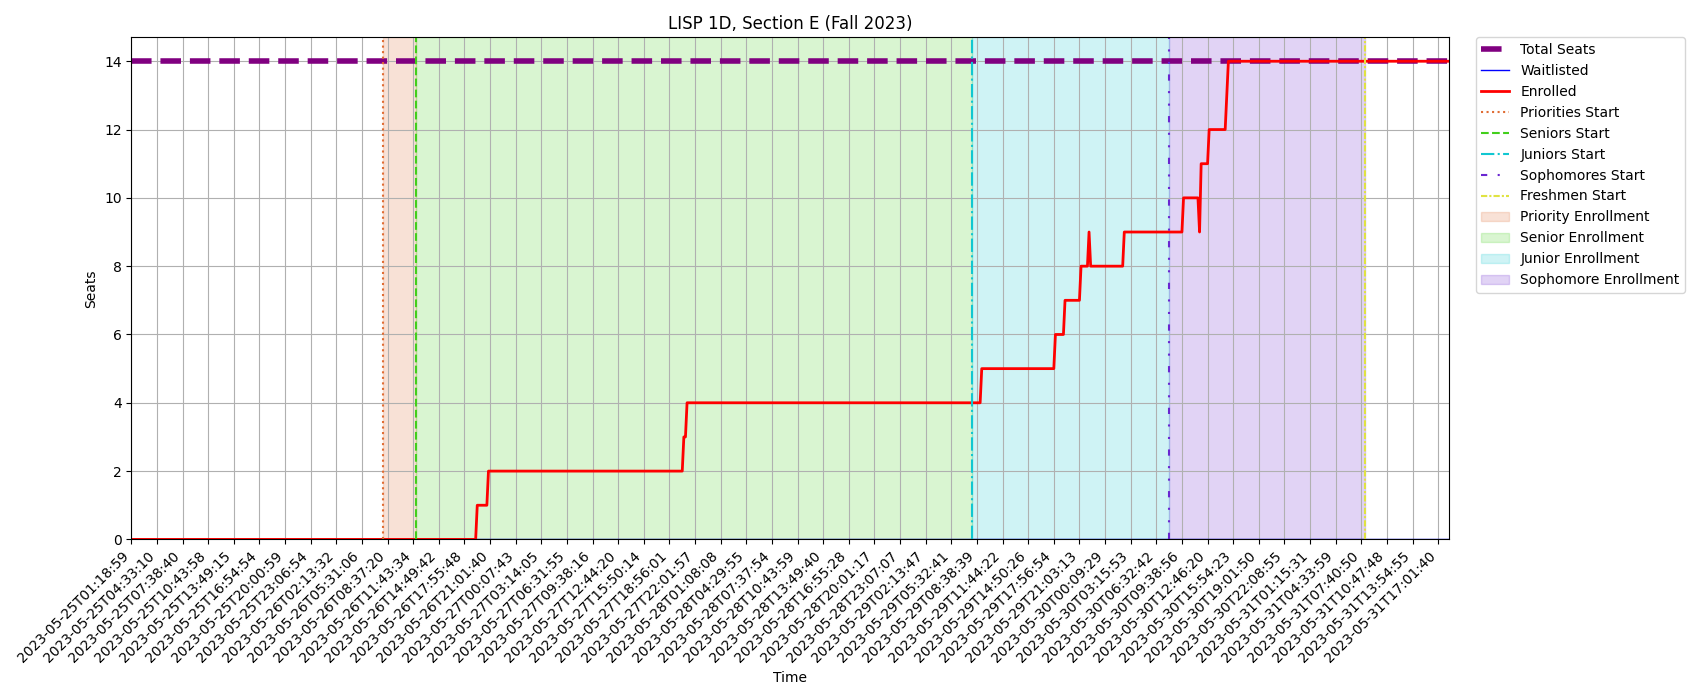 LISP 1D, Section E (Fall 2023)
Total Seats
Waitlisted
Enrolled
Priorities Start
Seniors Start
Juniors Start
Sophomores Start
Freshmen Start
Priority Enrollment
Senior Enrollment
Junior Enrollment
Sophomore Enrollment
Seats
14
12
10
8
6
4
2
0
2023-05-25T01:18:59
2023-05-25T04:33:10
2023-05-25T07:38:40
2023-05-25T10:43:58
2023-05-25T13:49:15
2023-05-25T16:54:54
2023-05-25T20:00:59
2023-05-25T23:06:54
2023-05-26T02:13:32
2023-05-26T05:31:06
2023-05-26T08:37:20
2023-05-26T11:43:34
2023-05-26T14:49:42
2023-05-26T17:55:48
2023-05-26T21:01:40
2023-05-27T00:07:43
2023-05-27T03:14:05
2023-05-27T06:31:55
2023-05-27T09:38:16
2023-05-27T12:44:20
2023-05-27T15:50:14
2023-05-27T18:56:01
2023-05-27T22:01:57
2023-05-28T01:08:08
2023-05-28T04:29:55
2023-05-28T07:37:54
2023-05-28T10:43:59
2023-05-28T13:49:40
2023-05-28T16:55:28
2023-05-28T20:01:17
2023-05-28T23:07:07
2023-05-29T02:13:47
2023-05-29T05:32:41
2023-05-29T08:38:39
2023-05-29T11:44:22
2023-05-29T14:50:26
2023-05-29T17:56:54
2023-05-29T21:03:13
2023-05-30T00:09:29
2023-05-30T03:15:53
2023-05-30T06:32:42
2023-05-30T09:38:56
2023-05-30T12:46:20
2023-05-30T15:54:23
2023-05-30T19:01:50
2023-05-30T22:08:55
2023-05-31T01:15:31
2023-05-31T04:33:59
2023-05-31T07:40:50
2023-05-31T10:47:48
2023-05-31T13:54:55
2023-05-31T17:01:40
Time